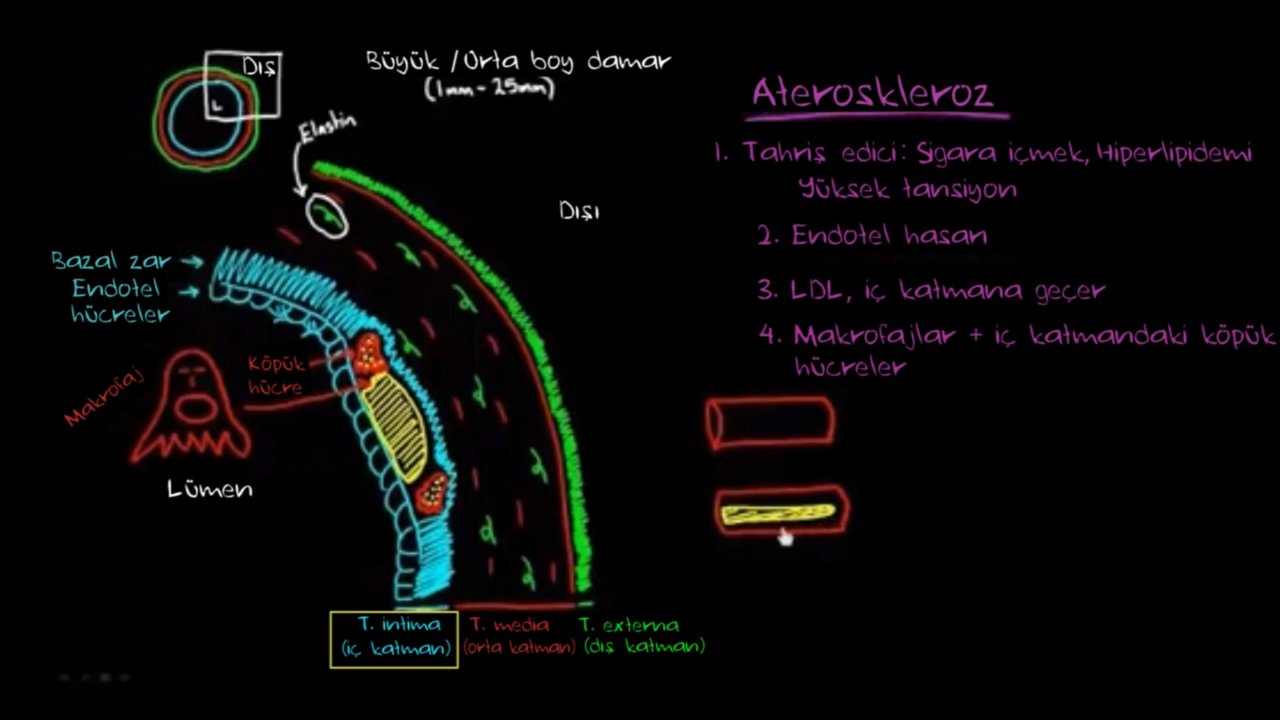 Dış
L
Büyük / Orta boy damar
(1mm - 25mm)
Elastin
Dışı
Bazal zar
Endotel
hücreler
Makrofaj
Köpük
hücre
Lümen
T. intima
(iç katman)
T. media
(orta katman)
T. externa
(dış katman)
Ateroskleroz
1. Tahriş edici: Sigara içmek, Hiperlipidemi
Yüksek tansiyon
2. Endotel hasarı
3. LDL, iç katmana geçer
4. Makrofajlar + iç katmandaki köpük
hücreler